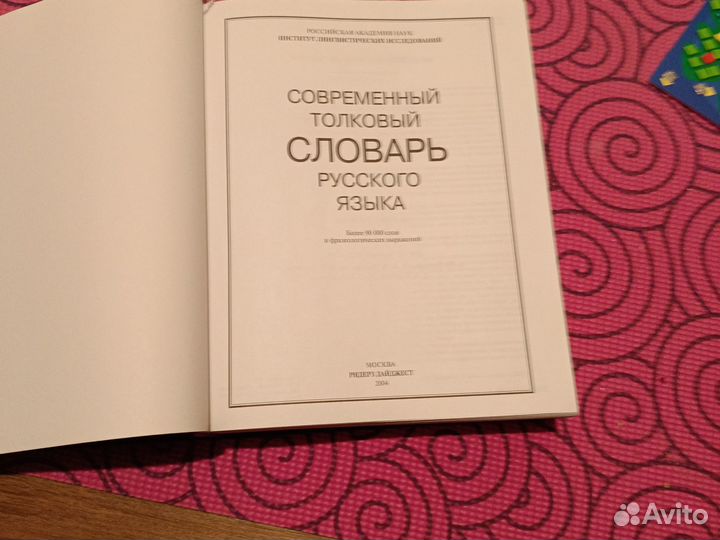 РОССИЙСКАЯ АКАДЕМИЯ НАУК
ИНСТИТУТ ЛИНГВИСТИЧЕСКИХ ИССЛЕДОВАНИЙ
СОВРЕМЕННЫЙ
ТОЛКОВЫЙ
СЛОВАРЬ
РУССКОГО
ЯЗЫКА
Более 90 000 слов
и фразеологических выражений
МОСКВА
РИДЕРЗ ДАЙДЖЕСТ
2004
Avito